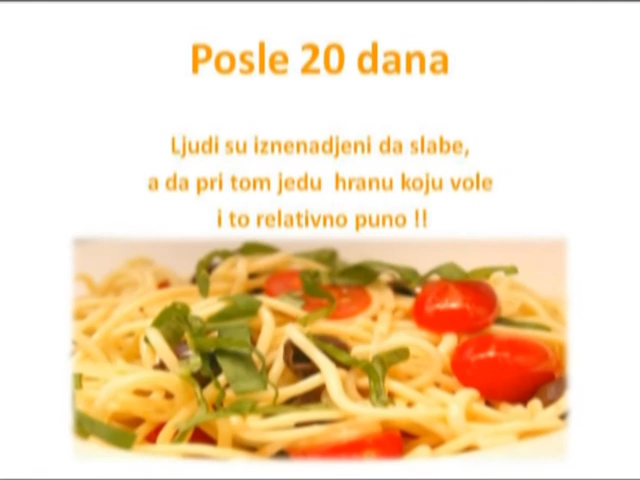 Posle 20 dana
Ljudi su iznenadjeni da slabe,
a da pri tom jedu hranu koju vole
i to relativno puno !!